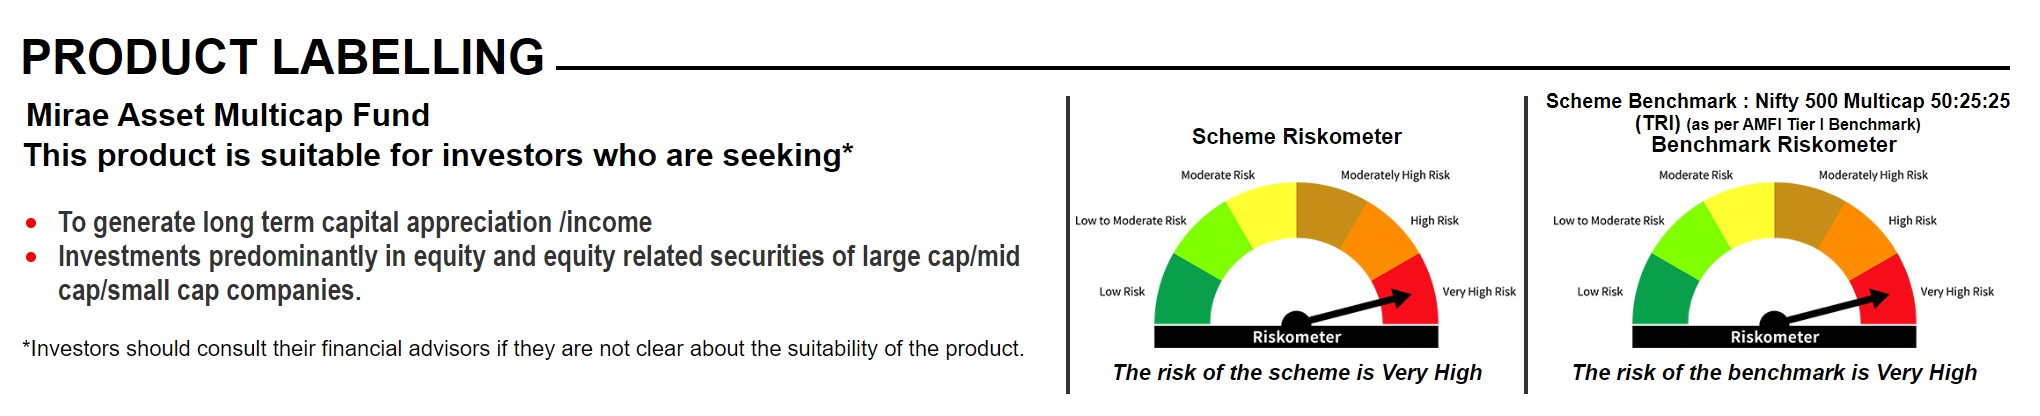 PRODUCT LABELLING
Mirae Asset Multicap Fund
This product is suitable for investors who are seeking*
To generate long term capital appreciation /income
Investments predominantly in equity and equity related securities of large cap/mid
cap/small cap companies.
*Investors should consult their financial advisors if they are not clear about the suitability of the product.
Scheme Riskometer
Moderate Risk
Moderately High Risk
Low to Moderate Risk
High Risk
Low Risk
Very High Risk
Riskometer
The risk of the scheme is Very High
Scheme Benchmark : Nifty 500 Multicap 50:25:25
(TRI) (as per AMFI Tier I Benchmark)
Benchmark Riskometer
Moderate Risk
Moderately High Risk
Low to Moderate Risk
High Risk
Low Risk
Very High Risk
Riskometer
The risk of the benchmark is Very High